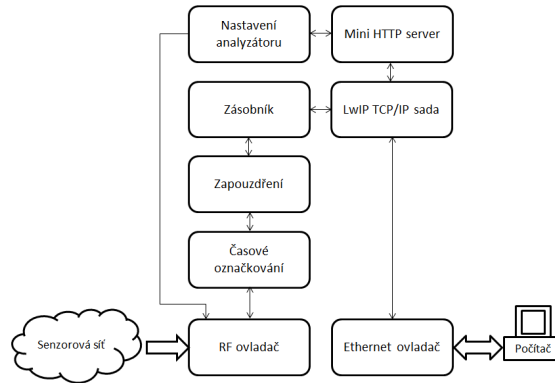 Nastavení
analyzátoru
Mini HTTP server
Zásobník
LwIP TCP/IP sada
Zapouzdření
Časové
označkování
Senzorová síť
RF ovladač
Ethernet ovladač
Počítač